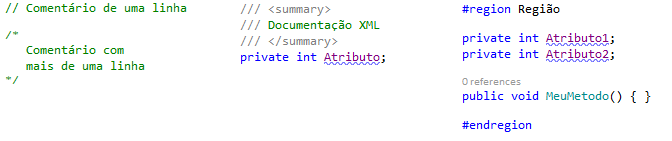 // Comentário de uma linha
/*
Comentário com
mais de uma linha
*/
/// <summary>
/// Documentação XML
/// </summary>
private int Atributo;
#region Região
private int Atributo1;
private int Atributo2;
0 references
public void MeuMetodo() { }
#endregion